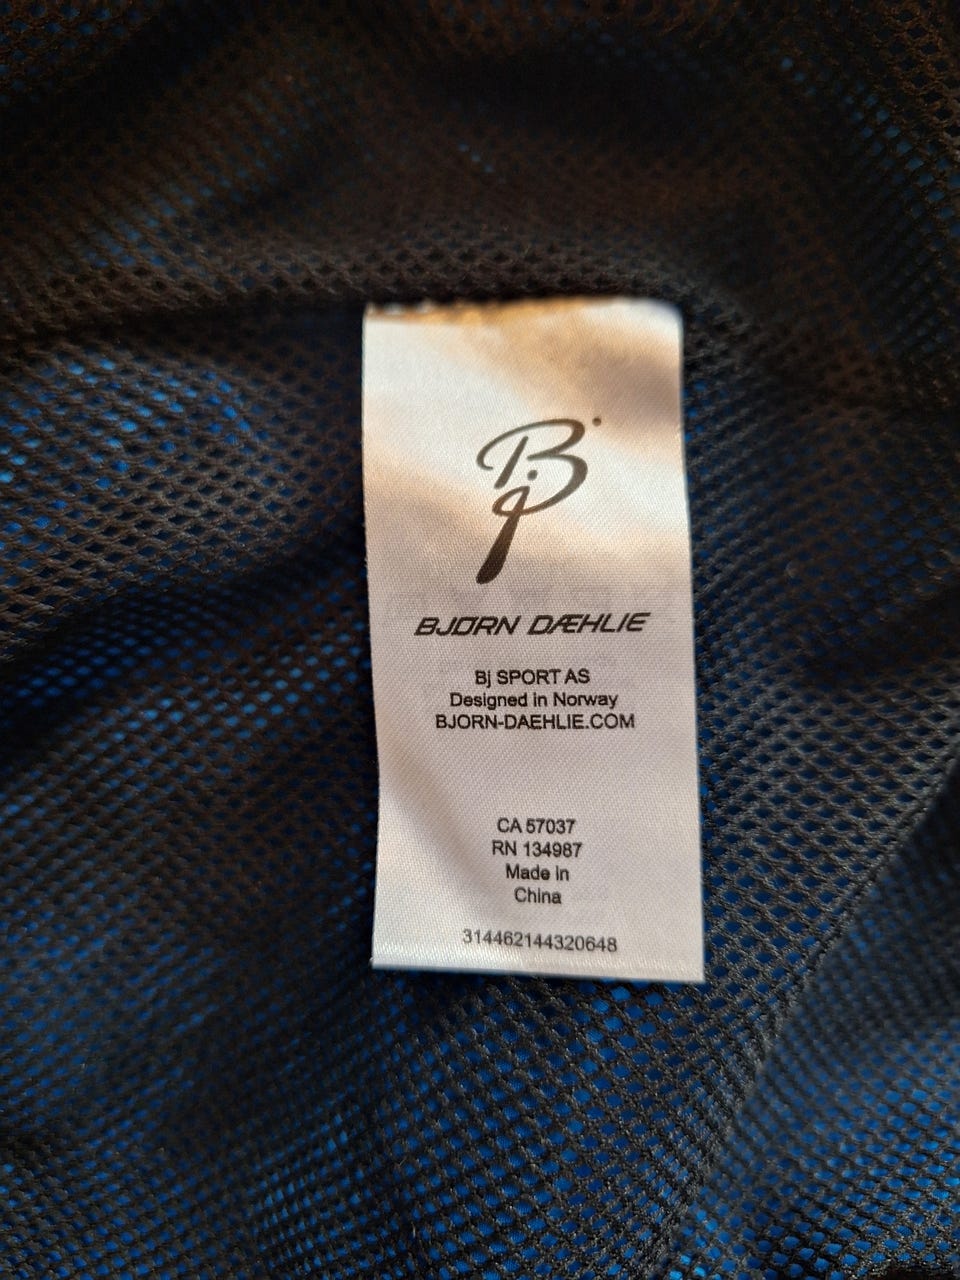 Bj
BJØRN DÆHLIE
Bj SPORT AS
Designed in Norway
BJORN-DAEHLIE.COM
CA 57037
RN 134987
Made in
China
314462144320648